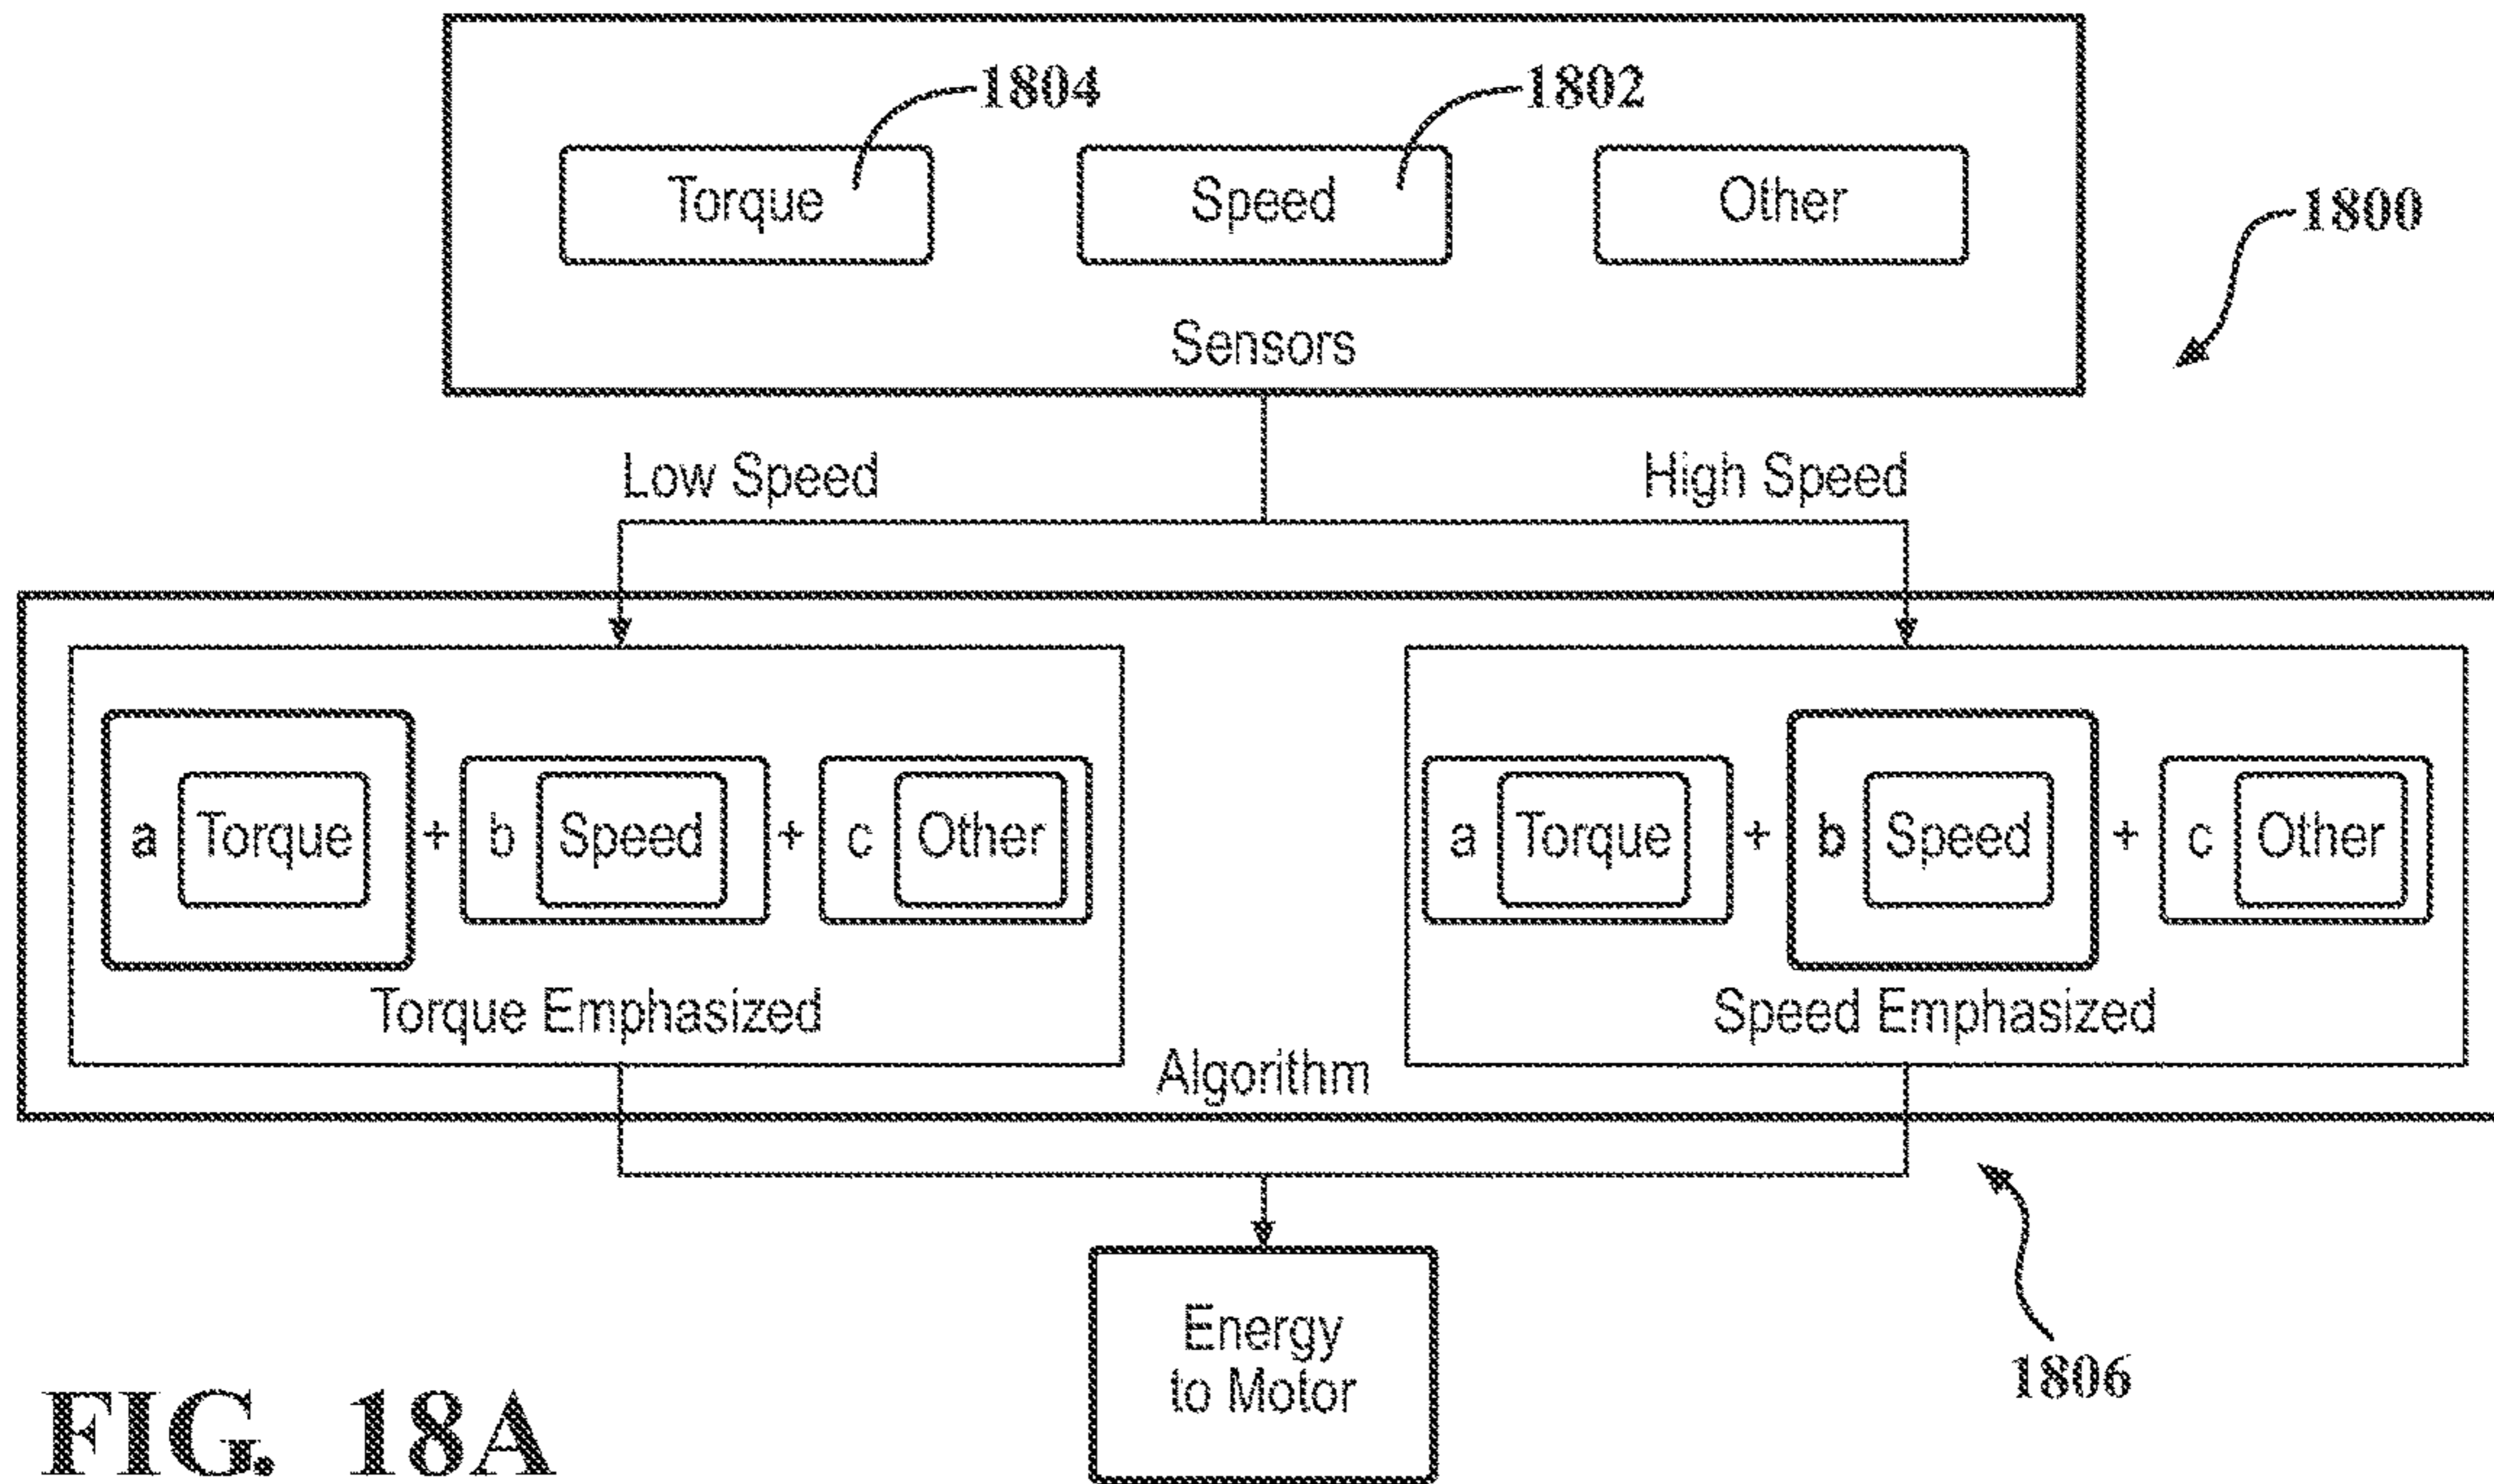 1804
1802
Torque
Speed
Other
1800
Sensors
Low Speed
High Speed
a Torque + b Speed + c Other
a Torque + b Speed + c Other
Torque Emphasized
Speed Emphasized
Algorithm
Energy
to Motor
1806
FIG. 18A